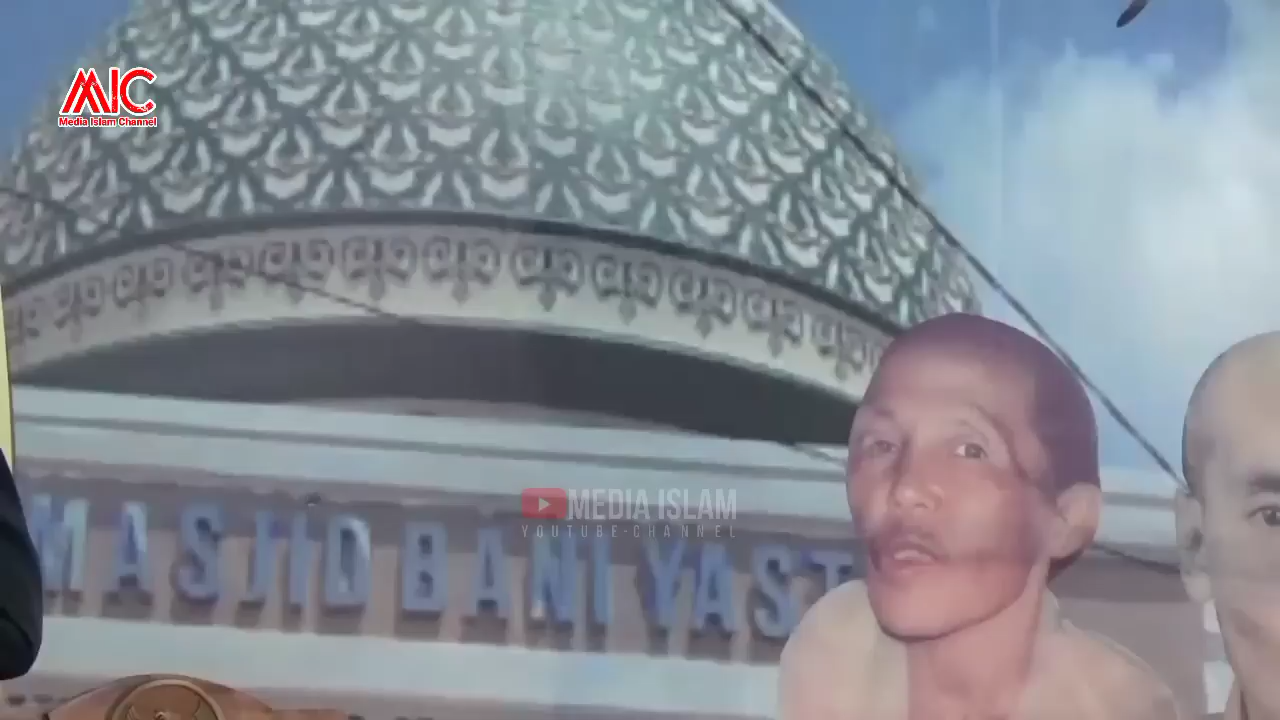 MIC
Media Islam Channel
MEDIA ISLAM
YOUTUBE-CHANNEL
MASJID BANI YAS